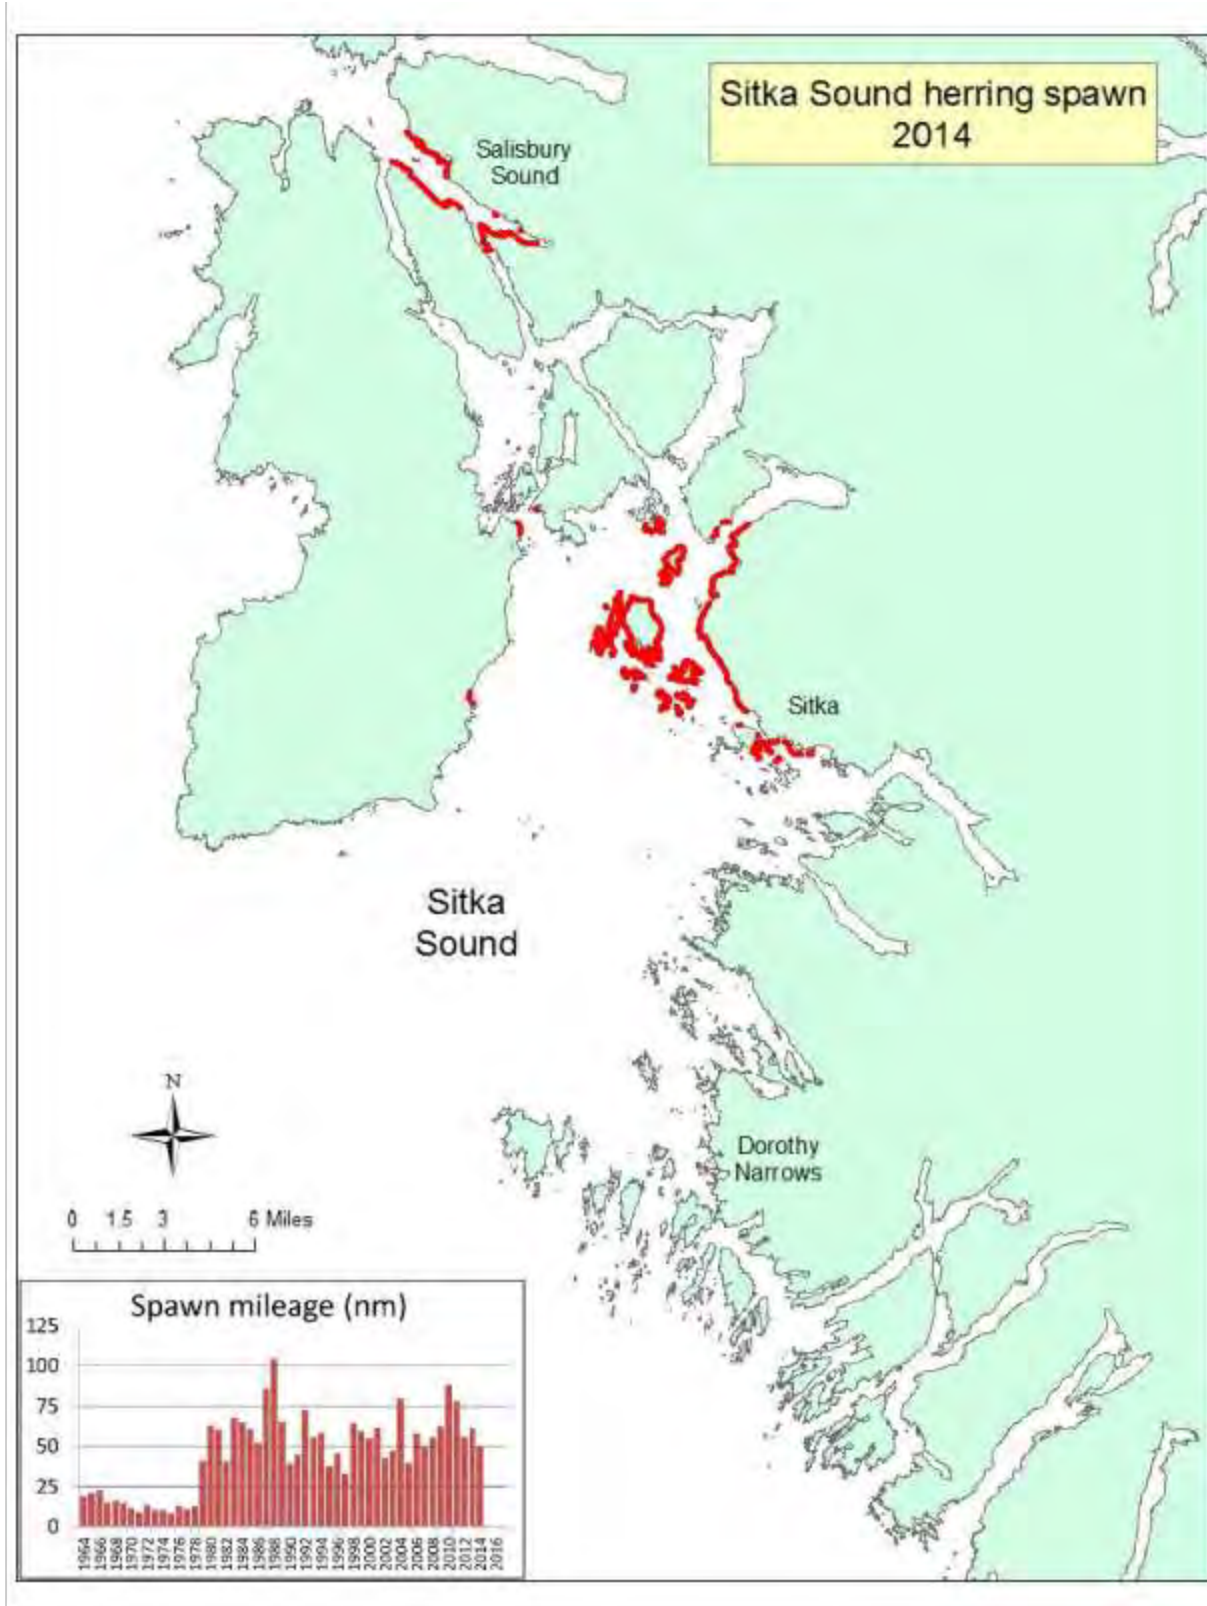 Sitka Sound herring spawn
2014
Salisbury
Sound
Sitka
Sitka
Sound
N
Dorothy
Narrows
0 1.5 3 6 Miles
Spawn mileage (nm)
125
100
75
50
25
0
1964 1966 1968 1970 1972 1974 1976 1978 1980 1982 1984 1986 1988 1990 1992 1994 1996 1998 2000 2002 2004 2006 2008 2010 2012 2014 2016